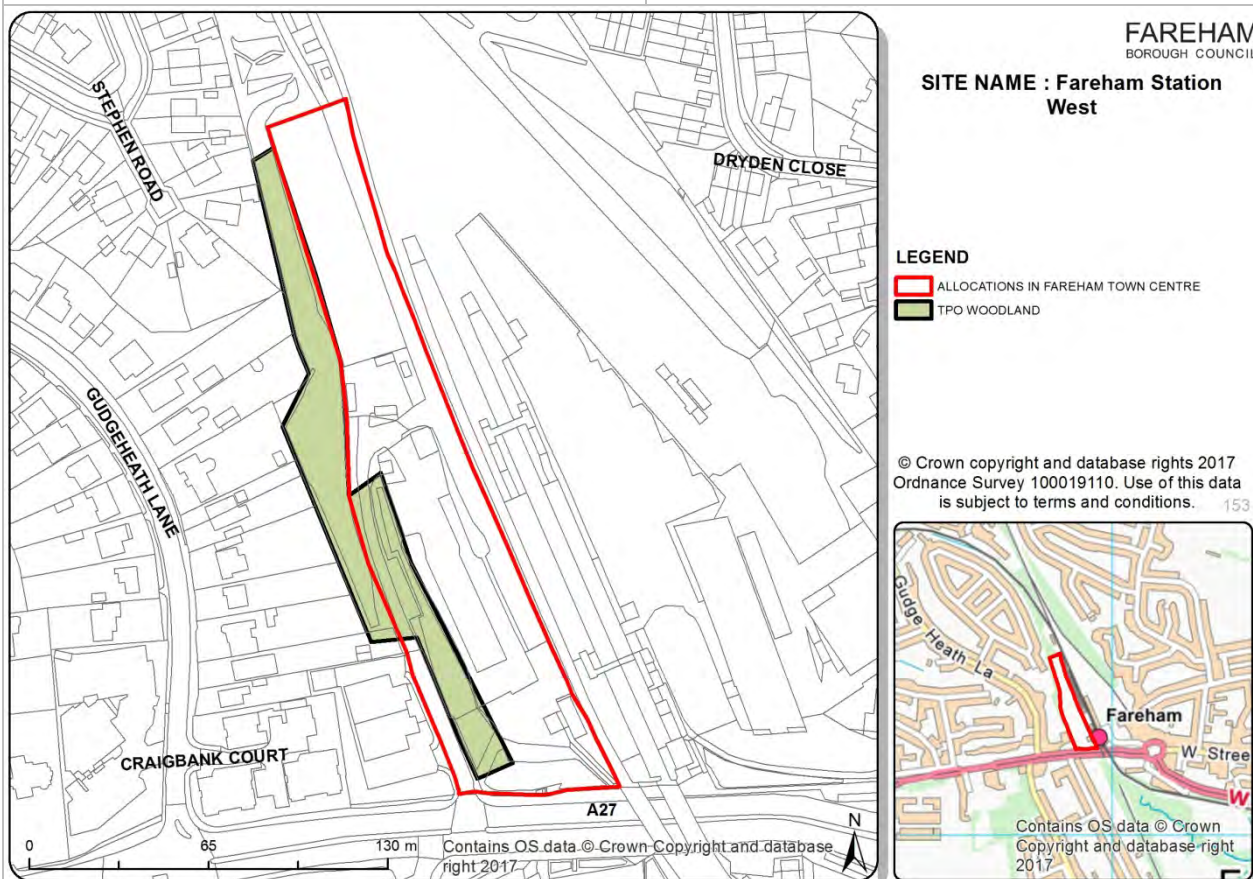 STEPHEN ROAD
DRYDEN CLOSE
GUDGEHEATH LANE
CRAIGBANK COURT
A27
0 65 130 m
Contains OS data © Crown Copyright and database
right 2017
N
FAREHAM
BOROUGH COUNCIL
SITE NAME : Fareham Station
West
LEGEND
ALLOCATIONS IN FAREHAM TOWN CENTRE
TPO WOODLAND
© Crown copyright and database rights 2017
Ordnance Survey 100019110. Use of this data
is subject to terms and conditions.
153
Gudge Heath La
Fareham
W Stree
W
Contains OS data © Crown
Copyright and database right
2017